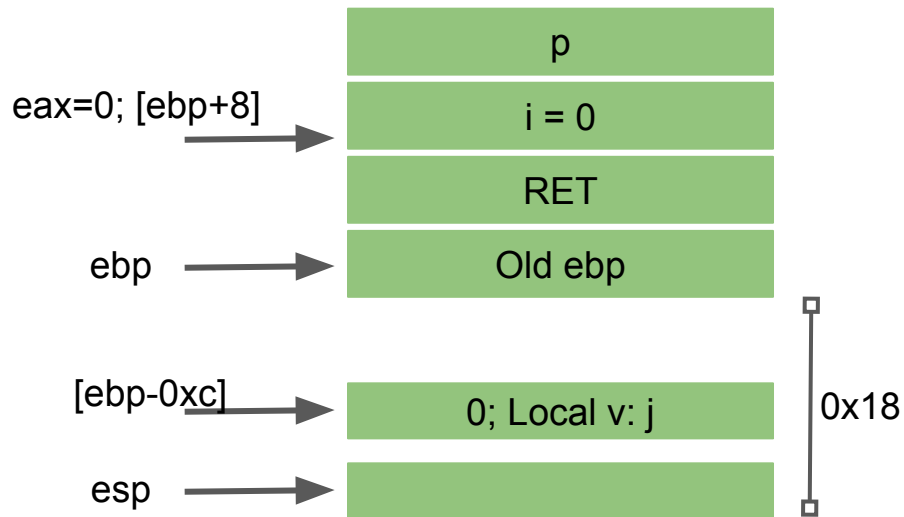 p
eax=0; [ebp+8]
i = 0
RET
ebp
Old ebp
[ebp-0xc]
0; Local v: j
0x18
esp